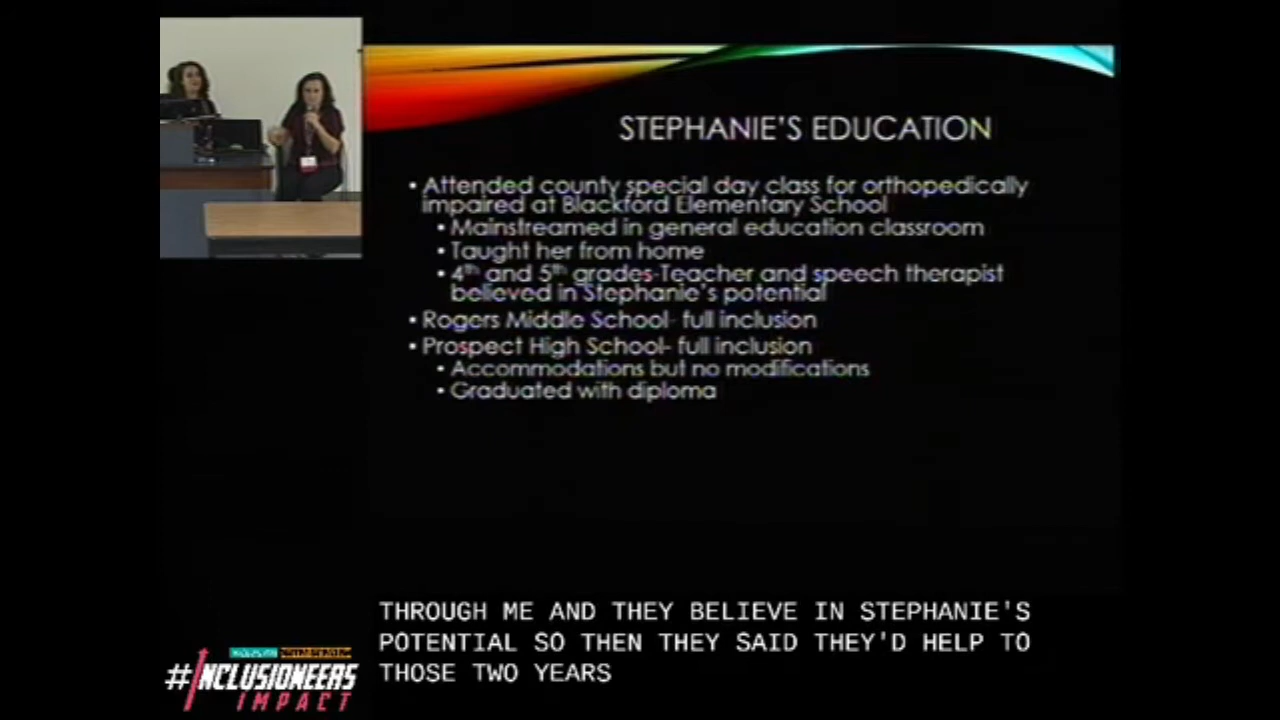 STEPHANIE'S EDUCATION
• Attended county special day class for orthopedically
impaired at Blackford Elementary School
• Mainstreamed in general education classroom
• Taught her from home
• 4th and 5th grades-Teacher and speech therapist
believed in Stephanie's potential
• Rogers Middle School- full inclusion
• Prospect High School- full inclusion
• Accommodations but no modifications
• Graduated with diploma
THROUGH ME AND THEY BELIEVE IN STEPHANIE'S
POTENTIAL SO THEN THEY SAID THEY'D HELP TO
THOSE TWO YEARS
#INCLUSIONEERS
IMPACT